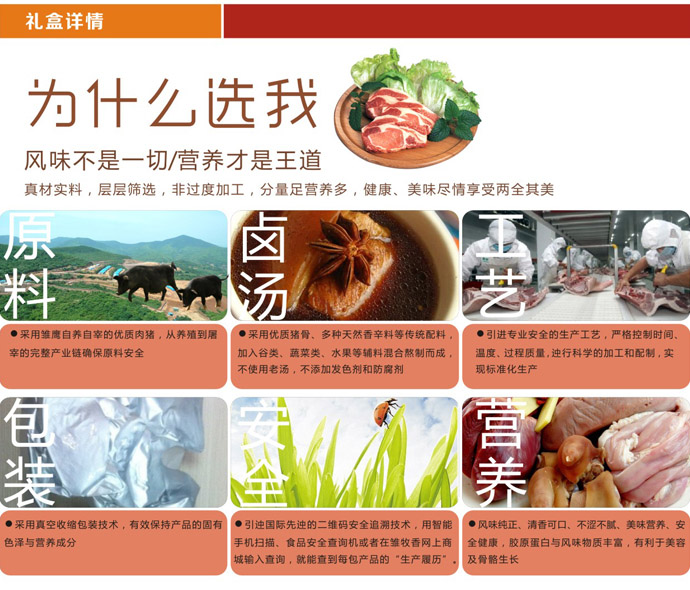 礼盒详情
为什么选我
风味不是一切/营养才是王道
真材实料，层层筛选，非过度加工，分量足营养多，健康、美味尽情享受两全其美
原料
卤汤
工艺
●采用雏鹰自养自宰的优质肉猪，从养殖到屠
宰的完整产业链确保原料安全
●采用优质猪骨、多种天然香辛料等传统配料，
加入谷类、蔬菜类、水果等辅料混合熬制而成，
不使用老汤，不添加发色剂和防腐剂
●引进专业安全的生产工艺，严格控制时间、
温度、过程质量，进行科学的加工和配制，实
现标准化生产
包装
安全
营养
●采用真空收缩包装技术，有效保持产品的固有
色泽与营养成分
●引进国际先进的二维码安全追溯技术，用智能
手机扫描、食品安全查询机或者在雏牧香网上商
城输入查询，就能查到每包产品的“生产履历”。
●风味纯正、清香可口、不涩不腻、美味营养、安
全健康，胶原蛋白与风味物质丰富，有利于美容
及骨骼生长